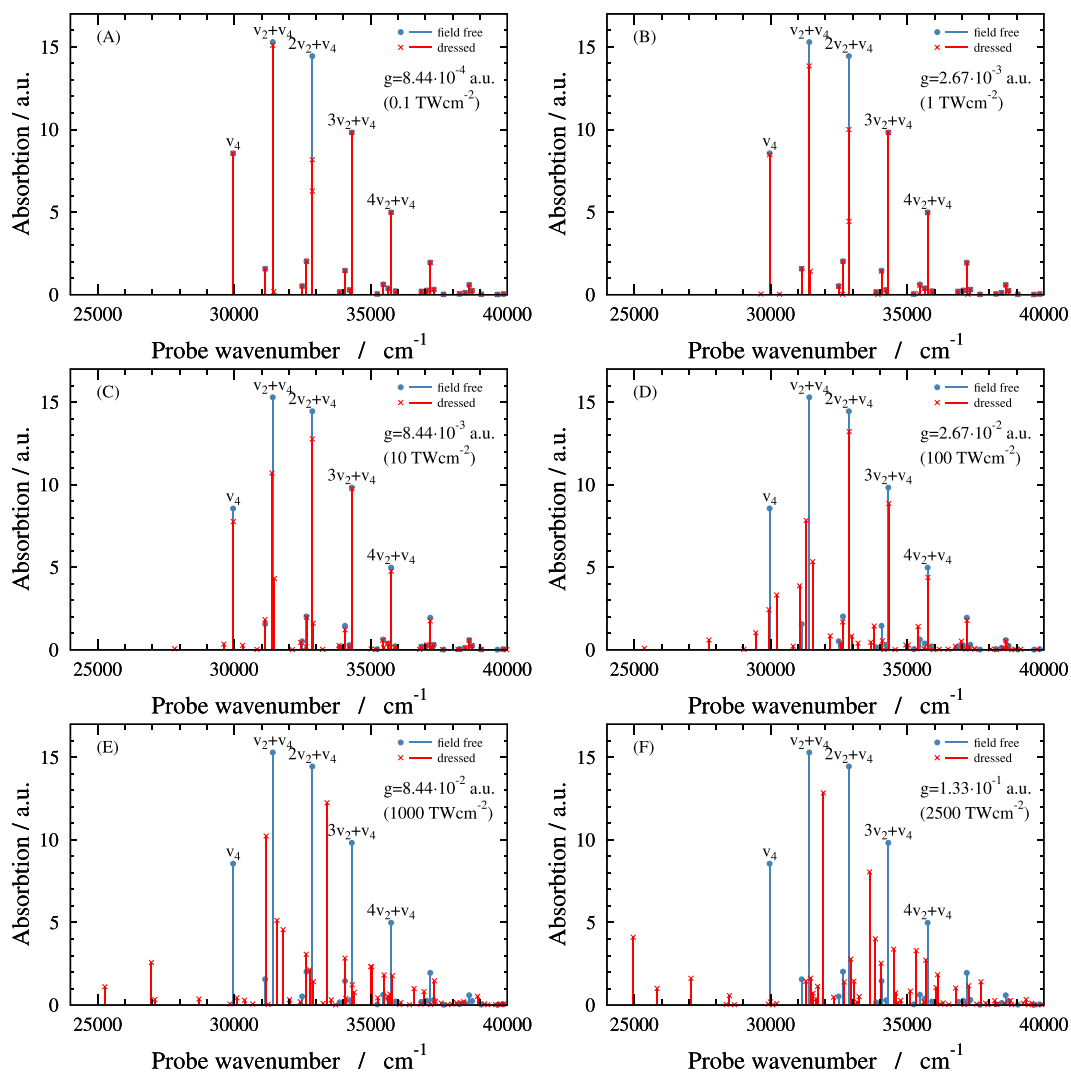 (A)
v2+v4
2v2+v4
field free
dressed
g=8.44·10-4 a.u.
(0.1 TWcm-2)
3v2+v4
v4
4v2+v4
Absorbtion / a.u.
15
10
5
0
25000 30000 35000 40000
Probe wavenumber / cm-1
(B)
v2+v4
2v2+v4
field free
dressed
g=2.67·10-3 a.u.
(1 TWcm-2)
3v2+v4
v4
4v2+v4
Absorbtion / a.u.
15
10
5
0
25000 30000 35000 40000
Probe wavenumber / cm-1
(C)
v2+v4
2v2+v4
field free
dressed
g=8.44·10-3 a.u.
(10 TWcm-2)
3v2+v4
v4
4v2+v4
Absorbtion / a.u.
15
10
5
0
25000 30000 35000 40000
Probe wavenumber / cm-1
(D)
v2+v4
2v2+v4
field free
dressed
g=2.67·10-2 a.u.
(100 TWcm-2)
3v2+v4
v4
4v2+v4
Absorbtion / a.u.
15
10
5
0
25000 30000 35000 40000
Probe wavenumber / cm-1
(E)
v2+v4
2v2+v4
field free
dressed
g=8.44·10-2 a.u.
(1000 TWcm-2)
3v2+v4
v4
4v2+v4
Absorbtion / a.u.
15
10
5
0
25000 30000 35000 40000
Probe wavenumber / cm-1
(F)
v2+v4
2v2+v4
field free
dressed
g=1.33·10-1 a.u.
(2500 TWcm-2)
3v2+v4
v4
4v2+v4
Absorbtion / a.u.
15
10
5
0
25000 30000 35000 40000
Probe wavenumber / cm-1